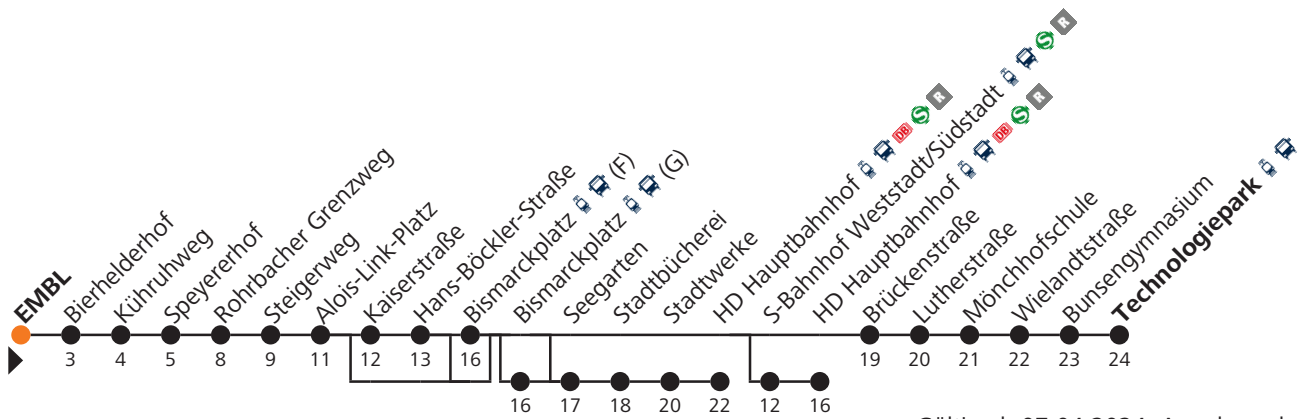 EMBL
Bierhelderhof
Kühruhweg
Speyererhof
Rohrbacher Grenzweg
Steigerweg
Alois-Link-Platz
Kaiserstraße
Hans-Böckler-Straße
Bismarckplatz (F)
Bismarckplatz (G)
Seegarten
Stadtbücherei
Stadtwerke
HD Hauptbahnhof DB S R
S-Bahnhof Weststadt/Südstadt S R
HD Hauptbahnhof DB S R
Brückenstraße
Lutherstraße
Mönchhofschule
Wielandtstraße
Bunsengymnasium
Technologiepark
3 4 5 8 9 11 12 13 16 19 20 21 22 23 24
16 17 18 20 22 12 16